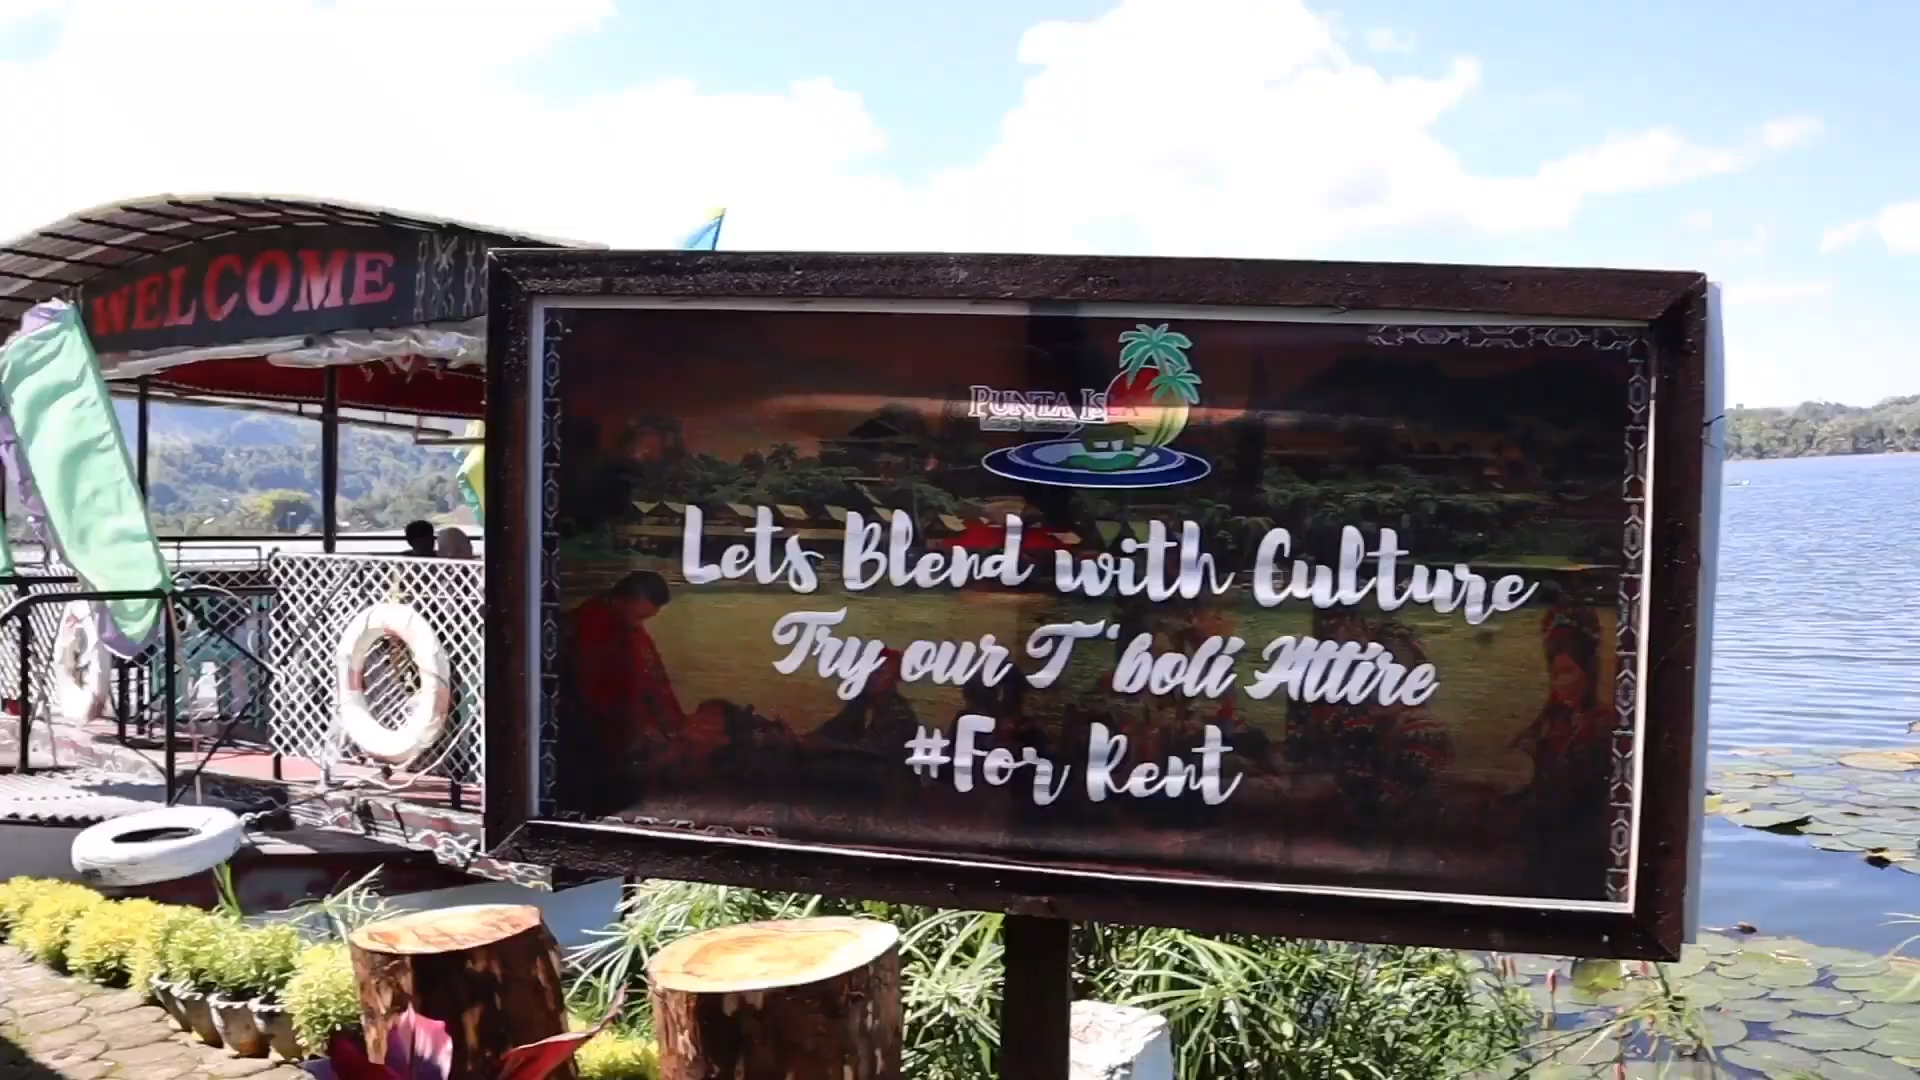 WELCOME
PUNTA ISLA
Lets Blend with Culture
Try our T'boli Attire
#For Rent